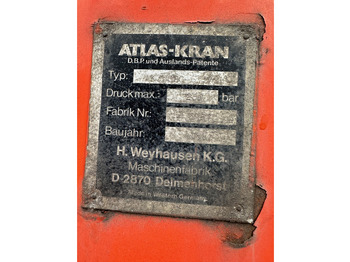 ATLAS-KRAN
D.B.P. und Auslands-Patente
Typ:
Druck max.: bar
Fabrik Nr.:
Baujahr:
H. Weyhausen K.G.
Maschinenfabrik
D-2870 Delmenhorst
Made in Western Germany